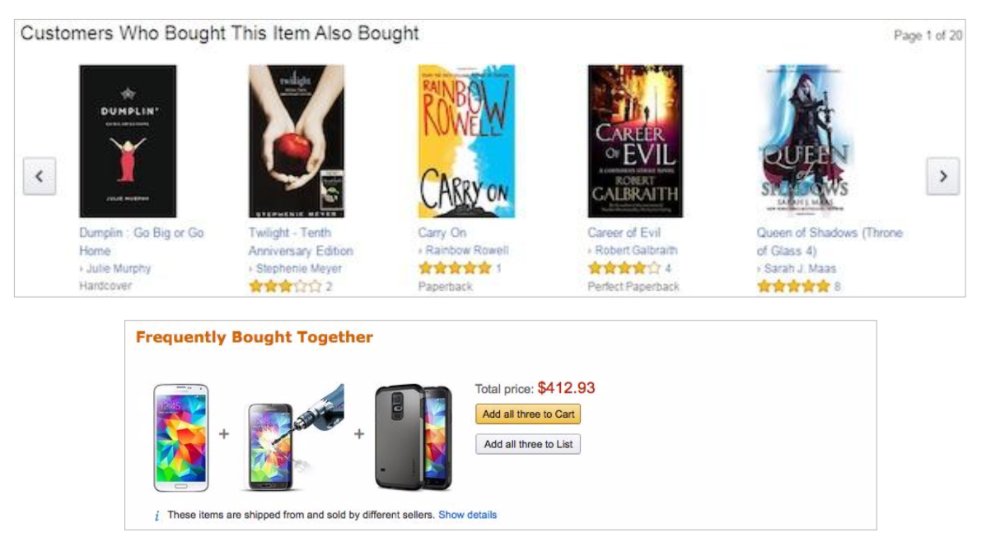 Customers Who Bought This Item Also Bought
Page 1 of 20
DUMPLIN'
JULIE MURPHY
twilight
STEPHENIE MEYER
RAINBOW
ROWELL
CARRY ON
CAREER
OF EVIL
ROBERT
GALBRAITH
QUEEN
of
SHADOWS
SARAH J. MAAS
Dumplin : Go Big or Go
Home
› Julie Murphy
Hardcover
Twilight - Tenth
Anniversary Edition
› Stephenie Meyer
2
Carry On
› Rainbow Rowell
1
Paperback
Career of Evil
› Robert Galbraith
4
Perfect Paperback
Queen of Shadows (Throne
of Glass 4)
› Sarah J. Maas
8
Frequently Bought Together
12:45
+
+
Total price: $412.93
Add all three to Cart
Add all three to List
i These items are shipped from and sold by different sellers. Show details